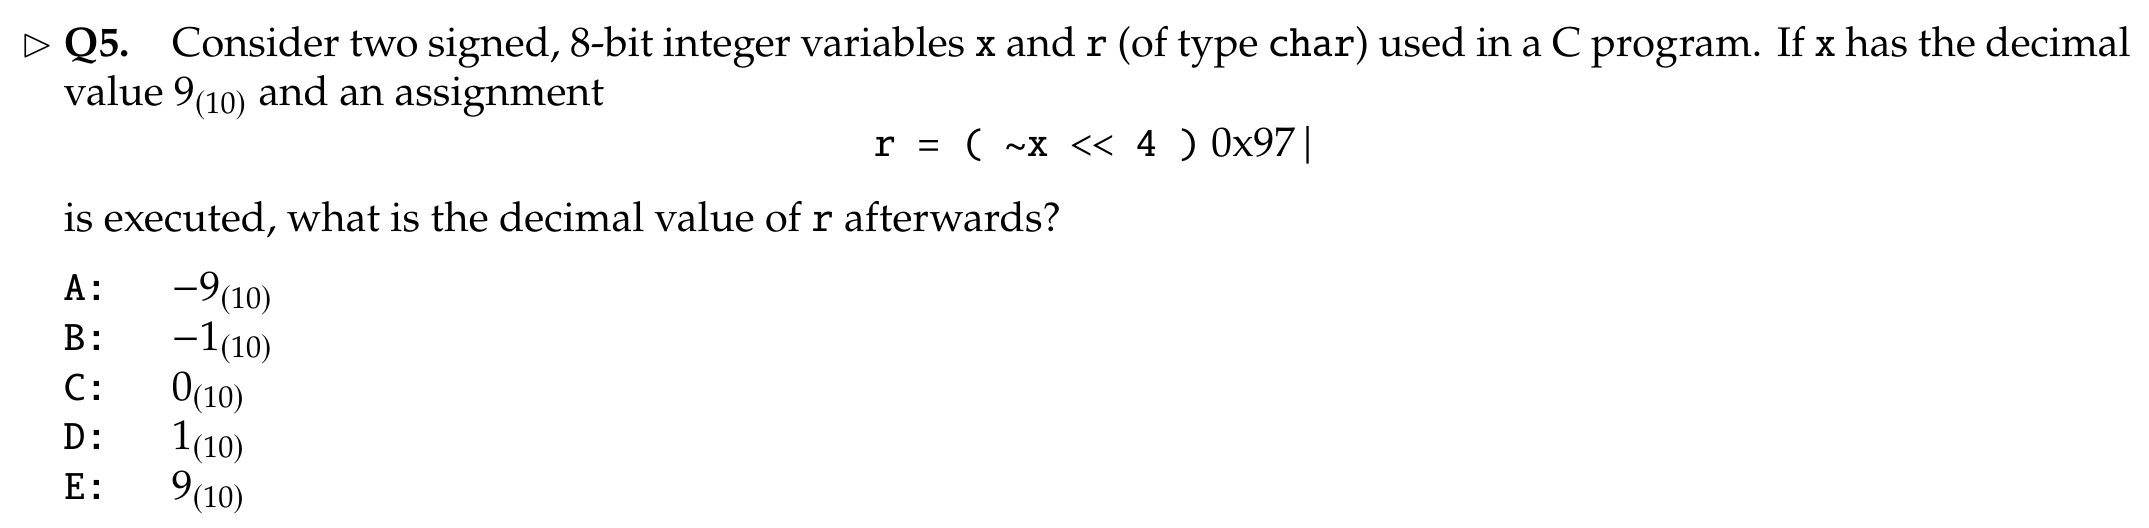 ▷ Q5. Consider two signed, 8-bit integer variables x and r (of type char) used in a C program. If x has the decimal
value 9(10) and an assignment
r = ( ~x << 4 ) 0x97|
is executed, what is the decimal value of r afterwards?
A: −9(10)
B: −1(10)
C: 0(10)
D: 1(10)
E: 9(10)